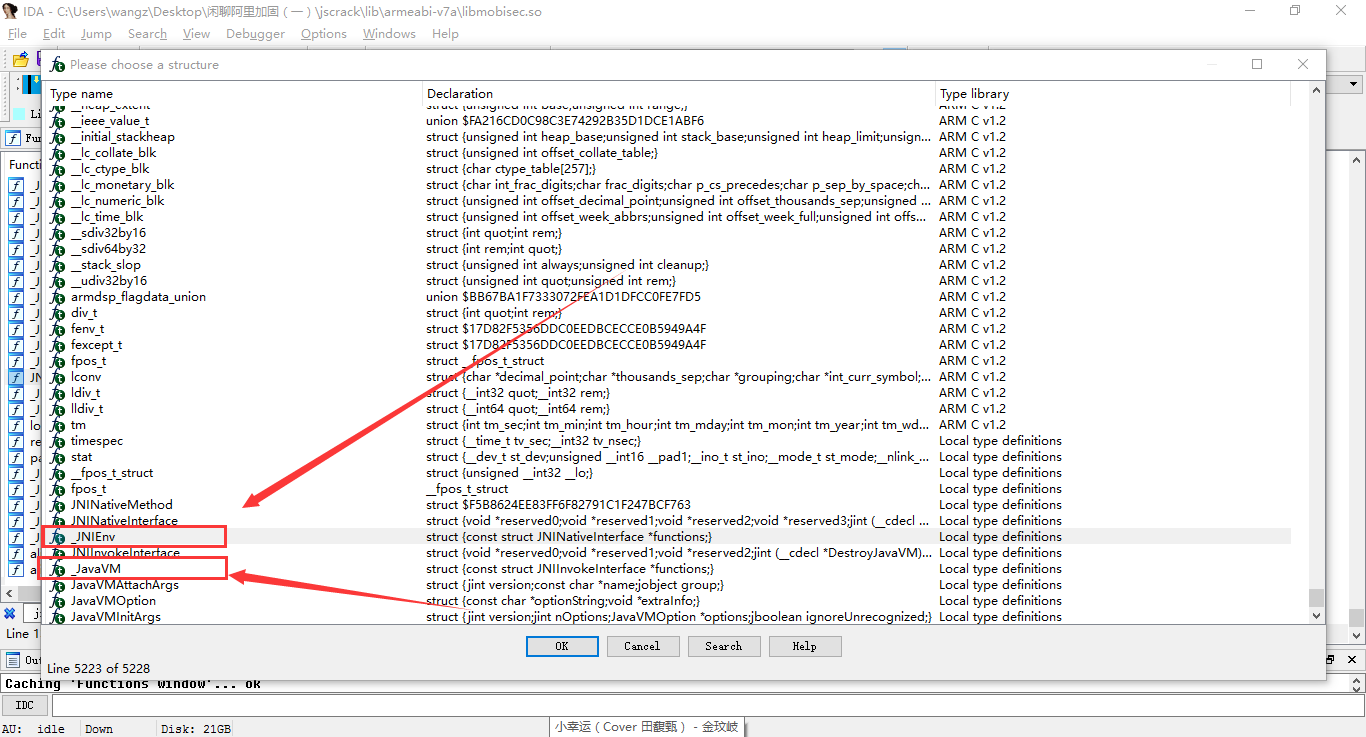 IDA - C:\Users\wangz\Desktop\闲聊阿里加固（一）\jscrack\lib\armeabi-v7a\libmobisec.so
File Edit Jump Search View Debugger Options Windows Help
Please choose a structure
Type name Declaration Type library
__heap_extent struct {unsigned int base;unsigned int range;} ARM C v1.2
__ieee_value_t union $FA216CD0C98C3E74292B35D1DCE1ABF6 ARM C v1.2
__initial_stackheap struct {unsigned int heap_base;unsigned int stack_base;unsigned int heap_limit;unsign... ARM C v1.2
__lc_collate_blk struct {unsigned int offset_collate_table;} ARM C v1.2
__lc_ctype_blk struct {char ctype_table[257];} ARM C v1.2
__lc_monetary_blk struct {char int_frac_digits;char frac_digits;char p_cs_precedes;char p_sep_by_space;ch... ARM C v1.2
__lc_numeric_blk struct {unsigned int offset_decimal_point;unsigned int offset_thousands_sep;unsigned ... ARM C v1.2
__lc_time_blk struct {unsigned int offset_week_abbrs;unsigned int offset_week_full;unsigned int offs... ARM C v1.2
__sdiv32by16 struct {int quot;int rem;} ARM C v1.2
__sdiv64by32 struct {int rem;int quot;} ARM C v1.2
__stack_slop struct {unsigned int always;unsigned int cleanup;} ARM C v1.2
__udiv32by16 struct {unsigned int quot;unsigned int rem;} ARM C v1.2
armdsp_flagdata_union union $BB67BA1F7333072FEA1D1DFCC0FE7FD5 ARM C v1.2
div_t struct {int quot;int rem;} ARM C v1.2
fenv_t struct $17D82F5356DDC0EEDBCECCE0B5949A4F ARM C v1.2
fexcept_t struct $17D82F5356DDC0EEDBCECCE0B5949A4F ARM C v1.2
fpos_t struct __fpos_t_struct ARM C v1.2
lconv struct {char *decimal_point;char *thousands_sep;char *grouping;char *int_curr_symbol;... ARM C v1.2
ldiv_t struct {__int32 quot;__int32 rem;} ARM C v1.2
lldiv_t struct {__int64 quot;__int64 rem;} ARM C v1.2
tm struct {int tm_sec;int tm_min;int tm_hour;int tm_mday;int tm_mon;int tm_year;int tm_wd... ARM C v1.2
timespec struct {__time_t tv_sec;__int32 tv_nsec;} Local type definitions
stat struct {__dev_t st_dev;unsigned __int16 __pad1;__ino_t st_ino;__mode_t st_mode;__nlink_... Local type definitions
__fpos_t_struct struct {unsigned __int32 __lo;} Local type definitions
fpos_t __fpos_t_struct Local type definitions
JNINativeMethod struct $F5B8624EE83FF6F82791C1F247BCF763 Local type definitions
JNINativeInterface struct {void *reserved0;void *reserved1;void *reserved2;void *reserved3;jint (__cdecl ... Local type definitions
_JNIEnv struct {const struct JNINativeInterface *functions;} Local type definitions
JNIInvokeInterface struct {void *reserved0;void *reserved1;void *reserved2;jint (__cdecl *DestroyJavaVM)... Local type definitions
_JavaVM struct {const struct JNIInvokeInterface *functions;} Local type definitions
JavaVMAttachArgs struct {jint version;const char *name;jobject group;} Local type definitions
JavaVMOption struct {const char *optionString;void *extraInfo;} Local type definitions
JavaVMInitArgs struct {jint version;jint nOptions;JavaVMOption *options;jboolean ignoreUnrecognized;} Local type definitions
OK Cancel Search Help
Line 5223 of 5228
Caching 'Functions window'... ok
IDC
AU: idle Down Disk: 21GB
小幸运（Cover 田馥甄） - 金玟岐